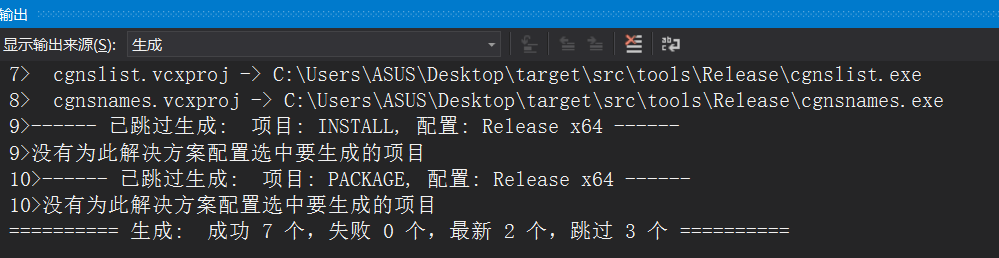 输出
显示输出来源(S): 生成
7>  cgnslist.vcxproj -> C:\Users\ASUS\Desktop\target\src\tools\Release\cgnslist.exe
8>  cgnsnames.vcxproj -> C:\Users\ASUS\Desktop\target\src\tools\Release\cgnsnames.exe
9>------ 已跳过生成:  项目: INSTALL, 配置: Release x64 ------
9>没有为此解决方案配置选中要生成的项目
10>------ 已跳过生成:  项目: PACKAGE, 配置: Release x64 ------
10>没有为此解决方案配置选中要生成的项目
========== 生成:  成功 7 个，失败 0 个，最新 2 个，跳过 3 个 ==========